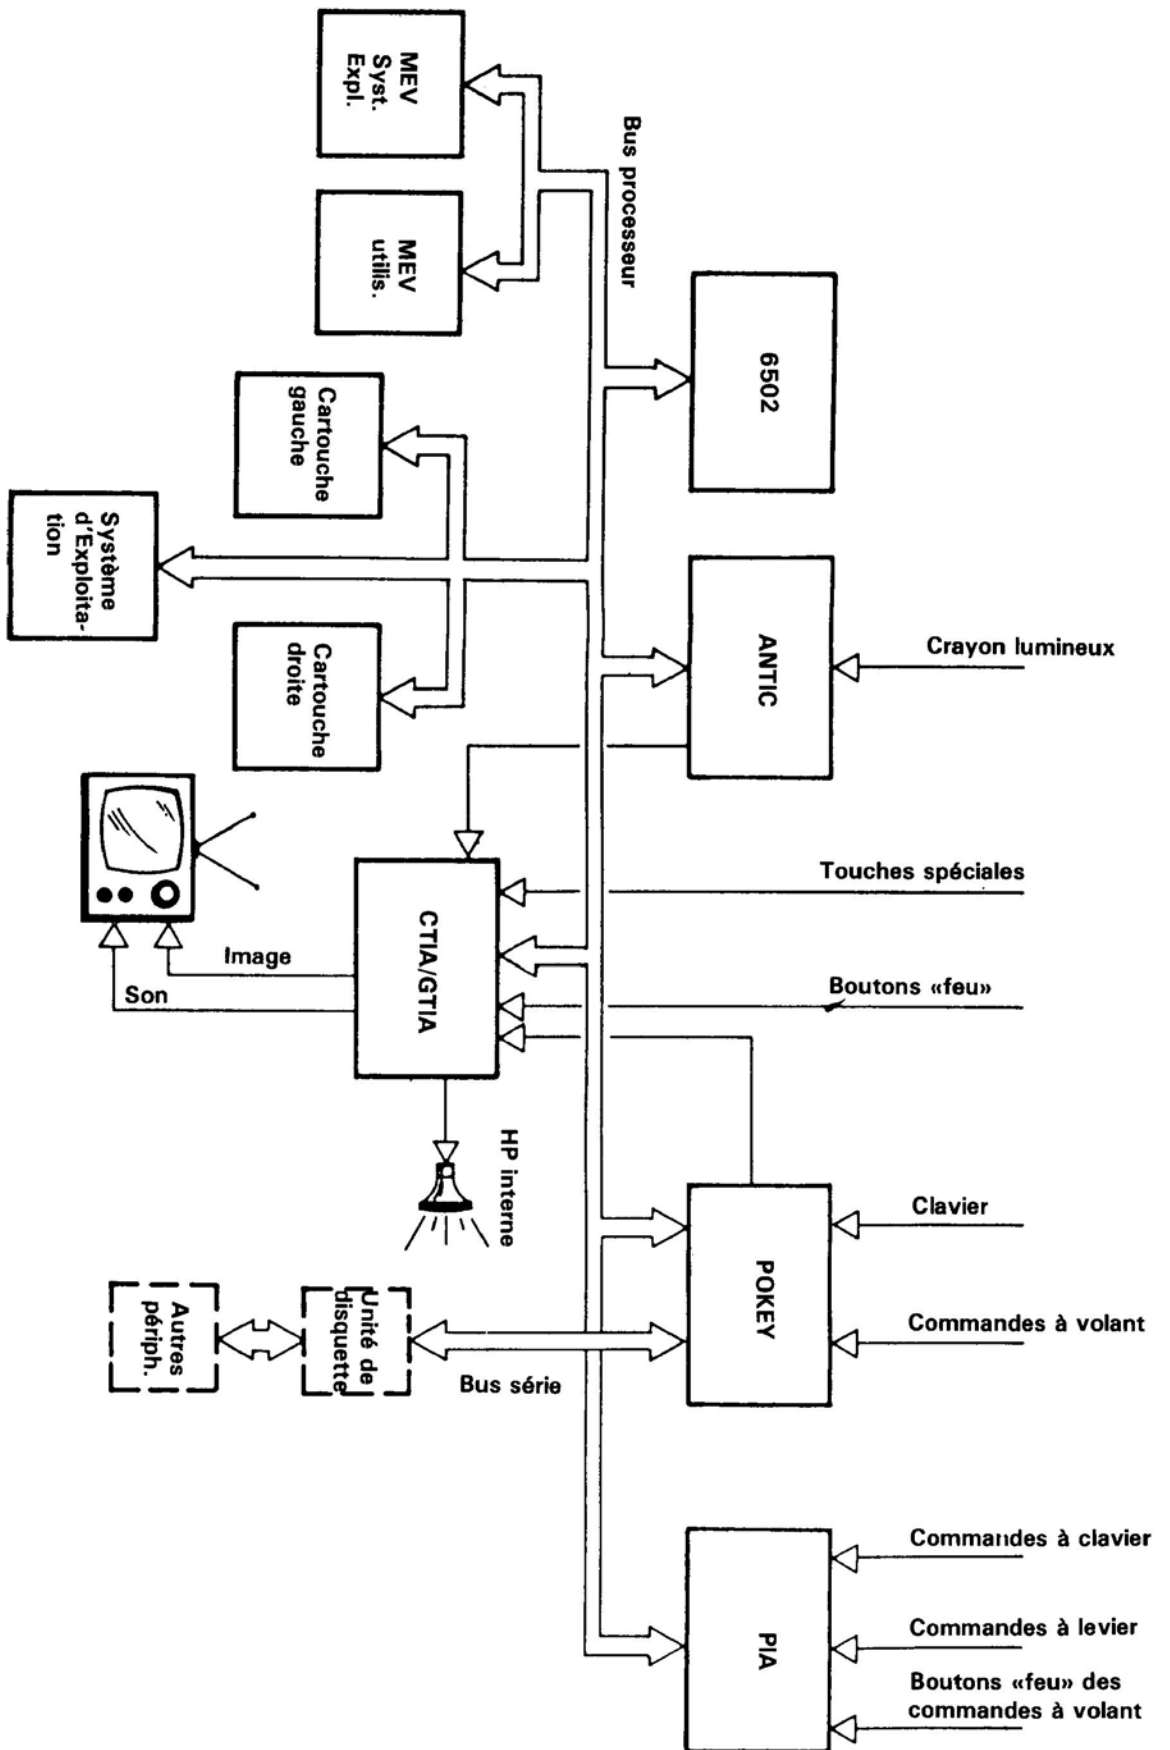 MEV
Syst.
Expl.
MEV
utilis.
Bus processeur
6502
Cartouche
gauche
Système
d'Exploita-
tion
Cartouche
droite
ANTIC
Crayon lumineux
Touches spéciales
CTIA/GTIA
Image
Son
Boutons «feu»
HP interne
Clavier
POKEY
Commandes à volant
Autres
périph.
Unité de
disquette
Bus série
PIA
Commandes à clavier
Commandes à levier
Boutons «feu» des
commandes à volant